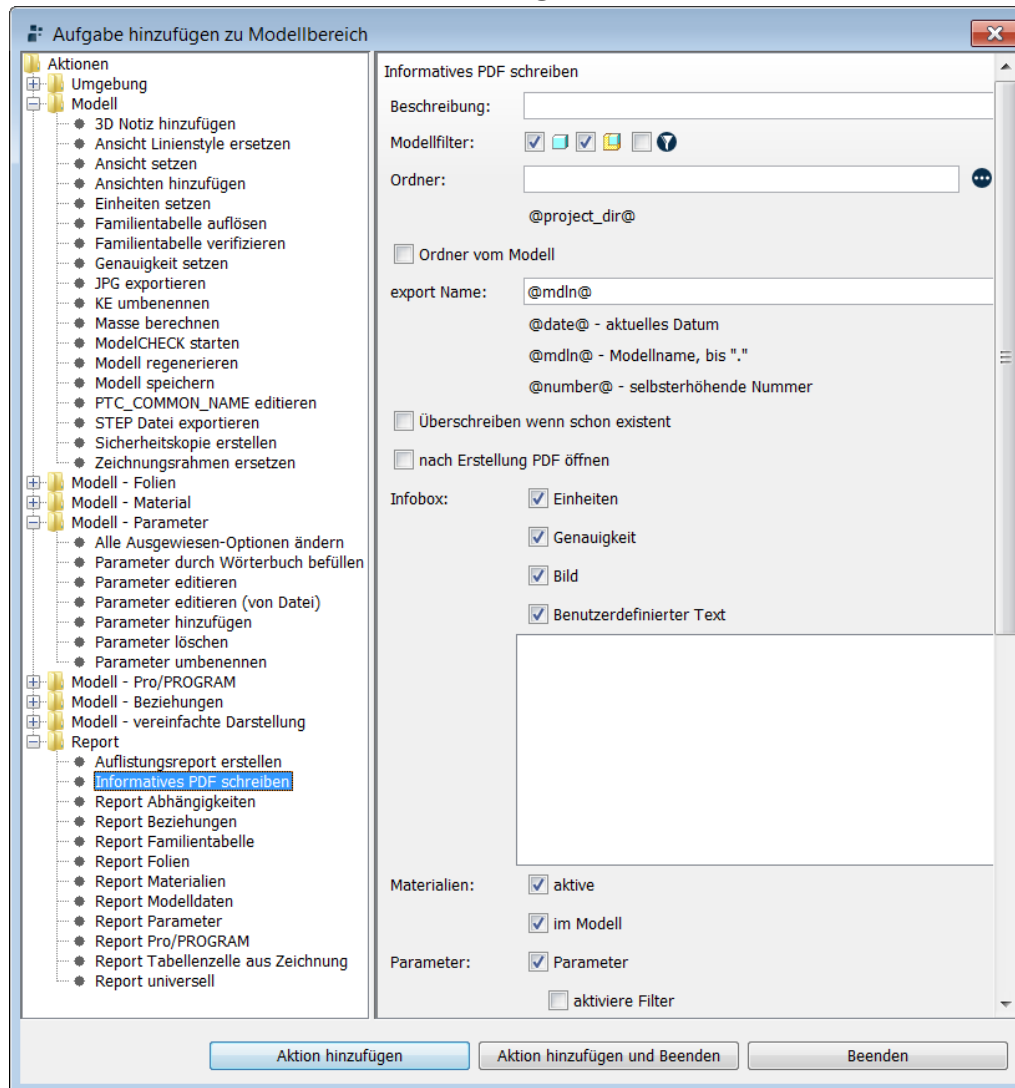 Aufgabe hinzufügen zu Modellbereich
Aktionen
Umgebung
Modell
3D Notiz hinzufügen
Ansicht Linienstyle ersetzen
Ansicht setzen
Ansichten hinzufügen
Einheiten setzen
Familientabelle auflösen
Familientabelle verifizieren
Genauigkeit setzen
JPG exportieren
KE umbenennen
Masse berechnen
ModelCHECK starten
Modell regenerieren
Modell speichern
PTC_COMMON_NAME editieren
STEP Datei exportieren
Sicherheitskopie erstellen
Zeichnungsrahmen ersetzen
Modell - Folien
Modell - Material
Modell - Parameter
Alle Ausgewiesen-Optionen ändern
Parameter durch Wörterbuch befüllen
Parameter editieren
Parameter editieren (von Datei)
Parameter hinzufügen
Parameter löschen
Parameter umbenennen
Modell - Pro/PROGRAM
Modell - Beziehungen
Modell - vereinfachte Darstellung
Report
Auflistungsreport erstellen
Informatives PDF schreiben
Report Abhängigkeiten
Report Beziehungen
Report Familientabelle
Report Folien
Report Materialien
Report Modelldaten
Report Parameter
Report Pro/PROGRAM
Report Tabellenzelle aus Zeichnung
Report universell
Informatives PDF schreiben
Beschreibung:
Modellfilter:
Ordner:
@project_dir@
Ordner vom Modell
export Name: @mdln@
@date@ - aktuelles Datum
@mdln@ - Modellname, bis "."
@number@ - selbsterhöhende Nummer
Überschreiben wenn schon existent
nach Erstellung PDF öffnen
Infobox: Einheiten
Genauigkeit
Bild
Benutzerdefinierter Text
Materialien: aktive
im Modell
Parameter: Parameter
aktiviere Filter
Aktion hinzufügen Aktion hinzufügen und Beenden Beenden